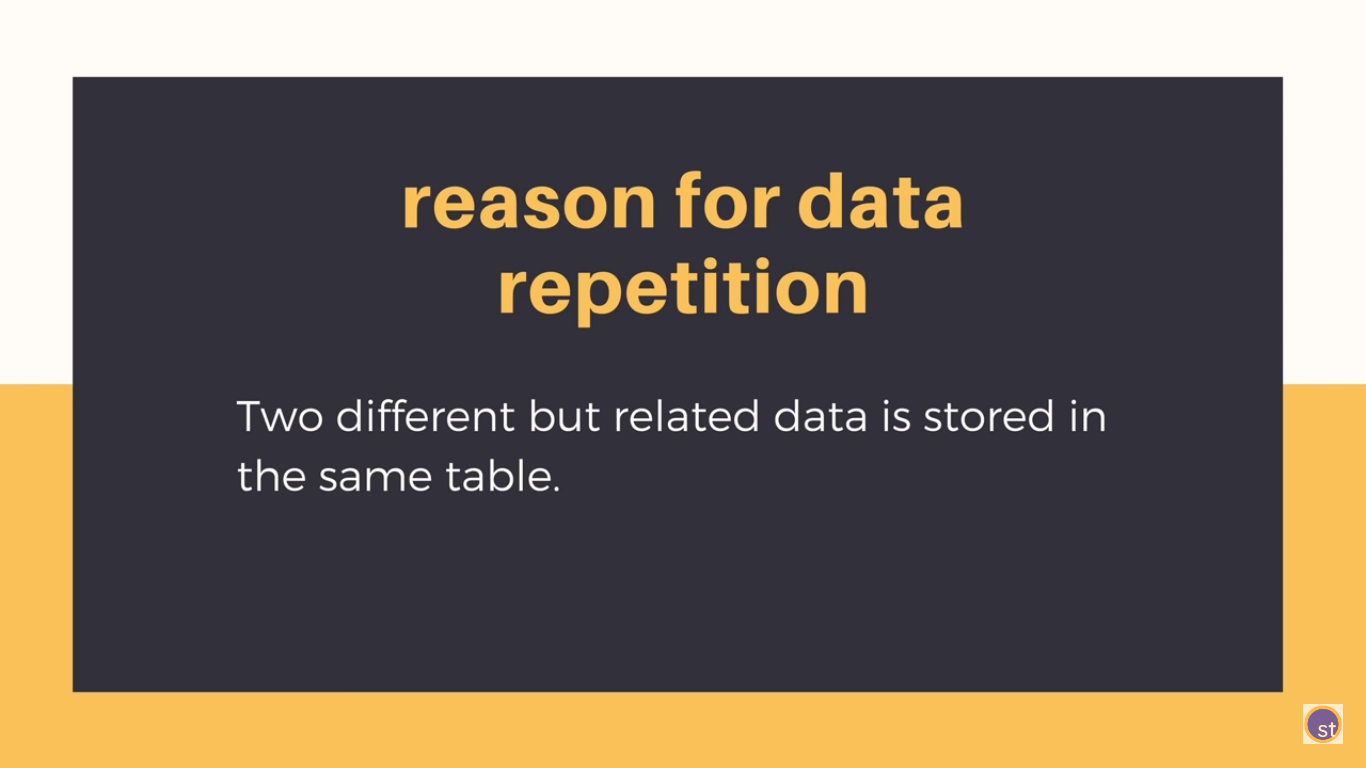 reason for data
repetition
Two different but related data is stored in
the same table.
st